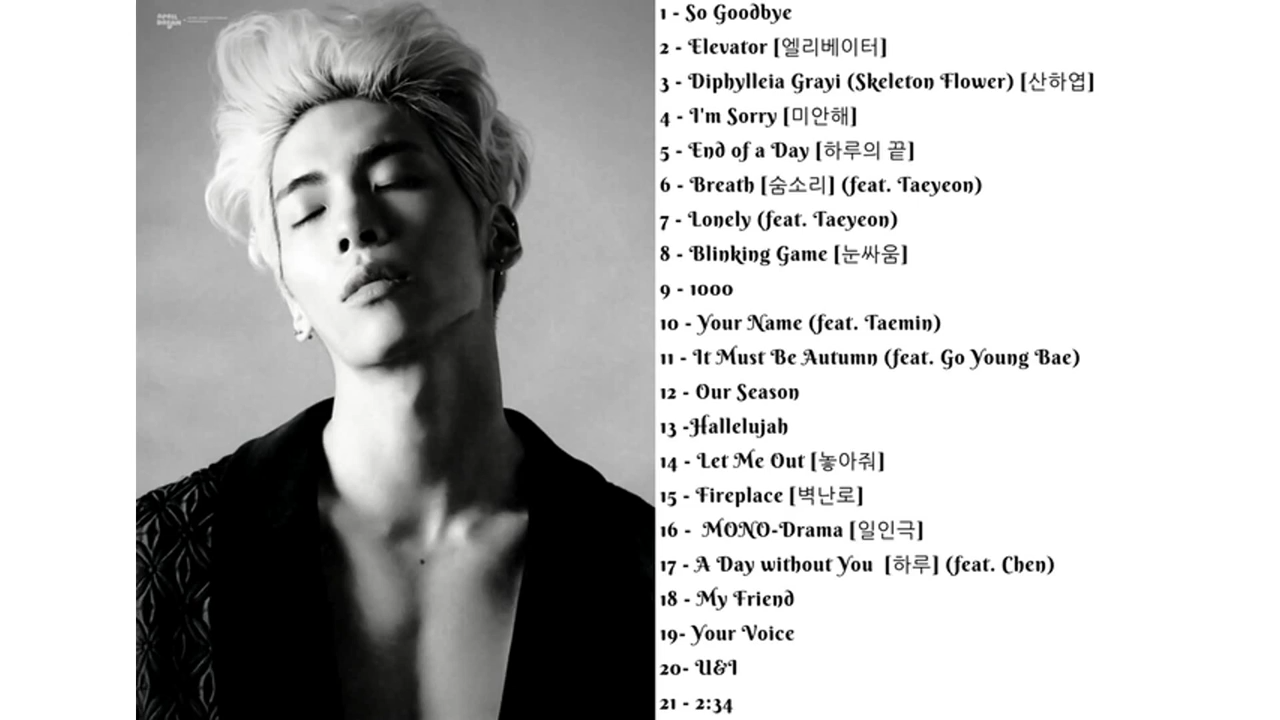 APRIL
DREAM
1 - So Goodbye
2 - Elevator [엘리베이터]
3 - Diphylleia Grayi (Skeleton Flower) [산하엽]
4 - I'm Sorry [미안해]
5 - End of a Day [하루의 끝]
6 - Breath [숨소리] (feat. Taeyeon)
7 - Lonely (feat. Taeyeon)
8 - Blinking Game [눈싸움]
9 - 1000
10 - Your Name (feat. Taemin)
11 - It Must Be Autumn (feat. Go Young Bae)
12 - Our Season
13 -Hallelujah
14 - Let Me Out [놓아줘]
15 - Fireplace [벽난로]
16 -  MONO-Drama [일인극]
17 - A Day without You  [하루] (feat. Chen)
18 - My Friend
19- Your Voice
20- U&I
21 - 2:34